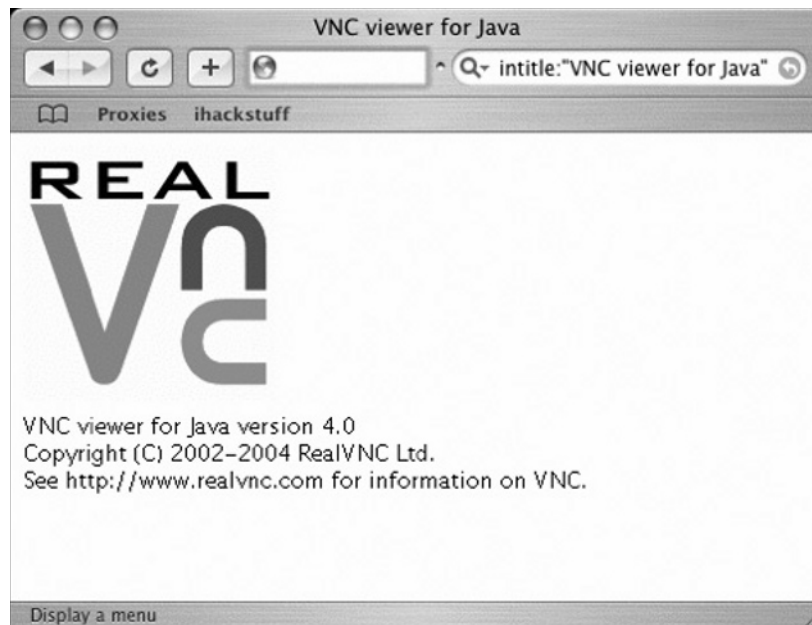 VNC viewer for Java
intitle:"VNC viewer for Java"
Proxies ihackstuff
REAL
Vnc
VNC viewer for Java version 4.0
Copyright (C) 2002–2004 RealVNC Ltd.
See http://www.realvnc.com for information on VNC.
Display a menu